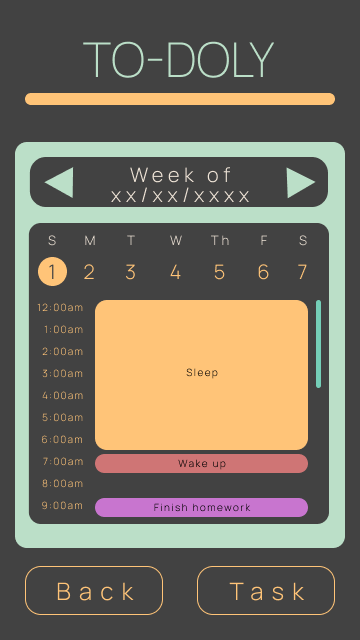 TO-DOLY
Week of
xx/xx/xxxx
S M T W Th F S
1 2 3 4 5 6 7
12:00am
1:00am
2:00am
3:00am Sleep
4:00am
5:00am
6:00am
7:00am Wake up
8:00am
9:00am Finish homework
Back Task